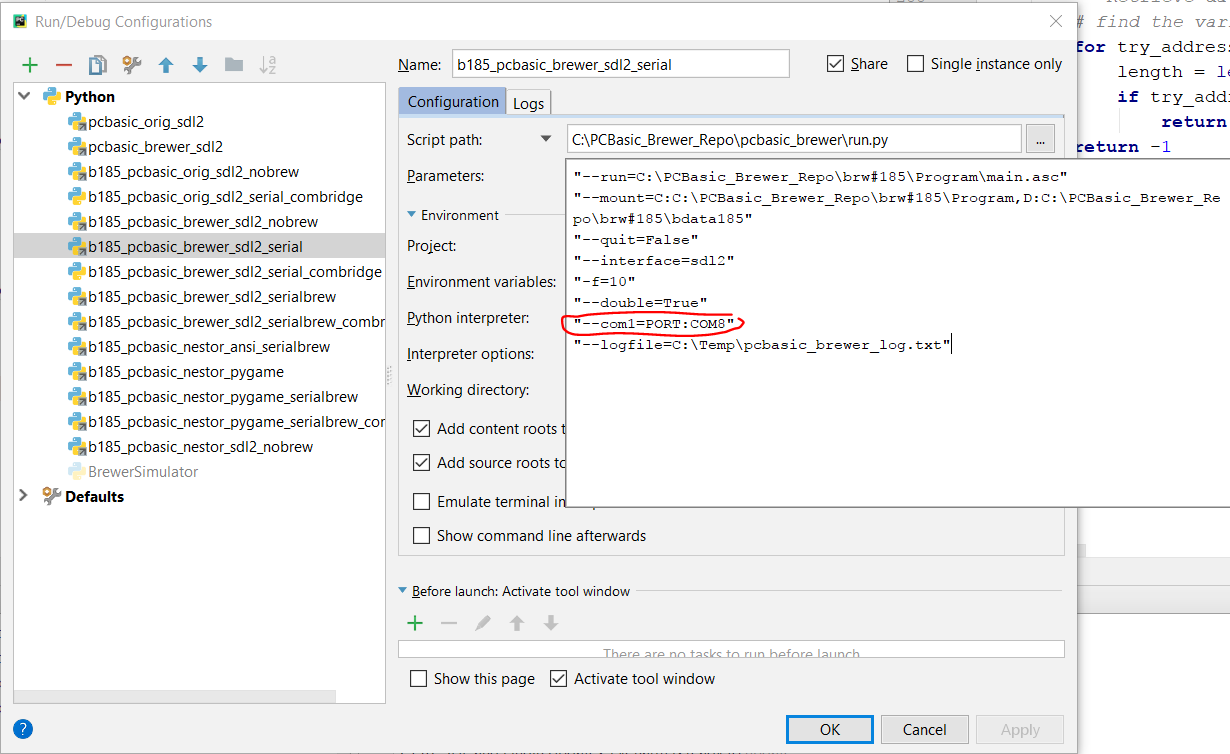 Run/Debug Configurations
Name: b185_pcbasic_brewer_sdl2_serial
Share
Single instance only
Python
pcbasic_orig_sdl2
pcbasic_brewer_sdl2
b185_pcbasic_orig_sdl2_nobrew
b185_pcbasic_orig_sdl2_serial_combridge
b185_pcbasic_brewer_sdl2_nobrew
b185_pcbasic_brewer_sdl2_serial
b185_pcbasic_brewer_sdl2_serial_combridge
b185_pcbasic_brewer_sdl2_serialbrew
b185_pcbasic_brewer_sdl2_serialbrew_combr
b185_pcbasic_nestor_ansi_serialbrew
b185_pcbasic_nestor_pygame
b185_pcbasic_nestor_pygame_serialbrew
b185_pcbasic_nestor_pygame_serialbrew_cor
b185_pcbasic_nestor_sdl2_nobrew
BrewerSimulator
Defaults
Configuration
Logs
Script path: C:\PCBasic_Brewer_Repo\pcbasic_brewer\run.py
...
Parameters:
"--run=C:\PCBasic_Brewer_Repo\brw#185\Program\main.asc"
"--mount=C:C:\PCBasic_Brewer_Repo\brw#185\Program,D:C:\PCBasic_Brewer_Re
po\brw#185\bdata185"
"--quit=False"
"--interface=sdl2"
"-f=10"
"--double=True"
"--com1=PORT:COM8"
"--logfile=C:\Temp\pcbasic_brewer_log.txt"
Environment
Project:
Environment variables:
Python interpreter:
Interpreter options:
Working directory:
Add content roots t
Add source roots to
Emulate terminal in
Show command line afterwards
Before launch: Activate tool window
There are no tasks to run before launch
Show this page
Activate tool window
?
OK
Cancel
Apply
# find the var
for try_address
length = le
if try_add
return
return -1